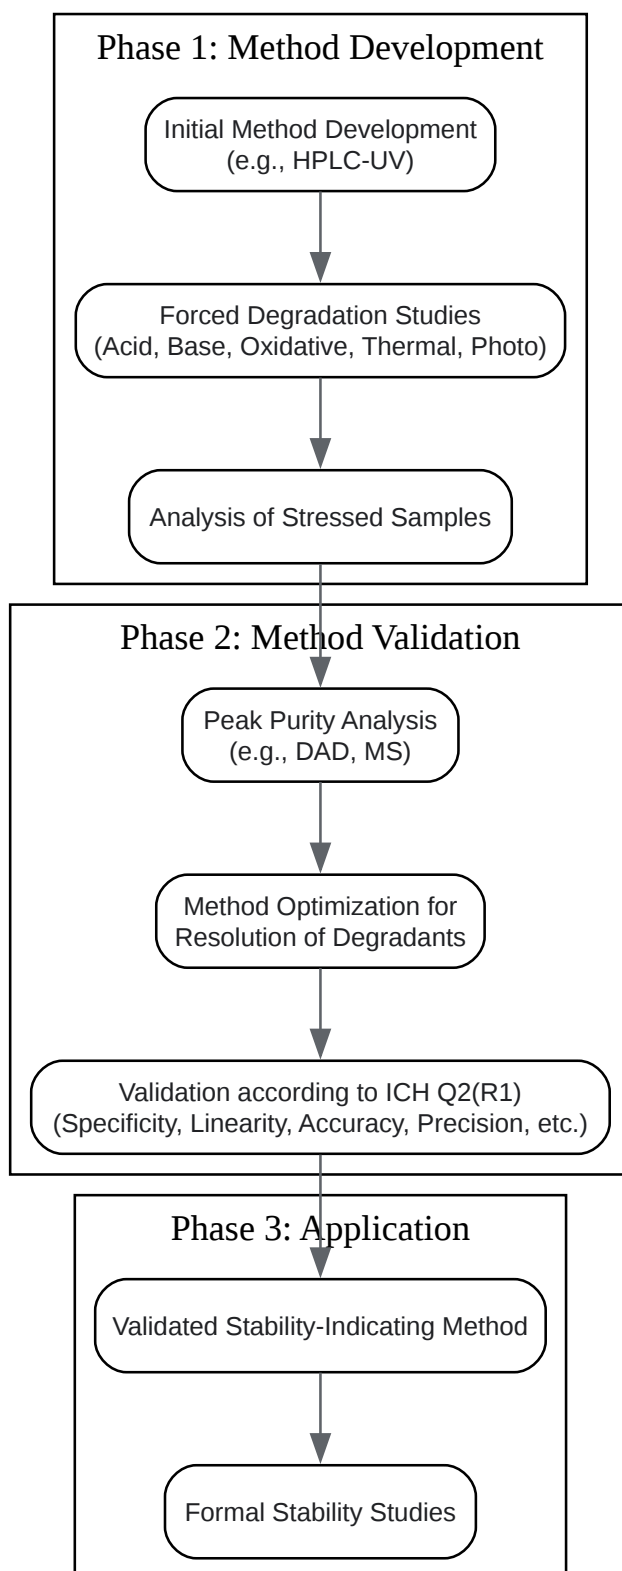 Phase 1: Method Development
Initial Method Development
(e.g., HPLC-UV)
Forced Degradation Studies
(Acid, Base, Oxidative, Thermal, Photo)
Analysis of Stressed Samples
Phase 2: Method Validation
Peak Purity Analysis
(e.g., DAD, MS)
Method Optimization for
Resolution of Degradants
Validation according to ICH Q2(R1)
(Specificity, Linearity, Accuracy, Precision, etc.)
Phase 3: Application
Validated Stability-Indicating Method
Formal Stability Studies